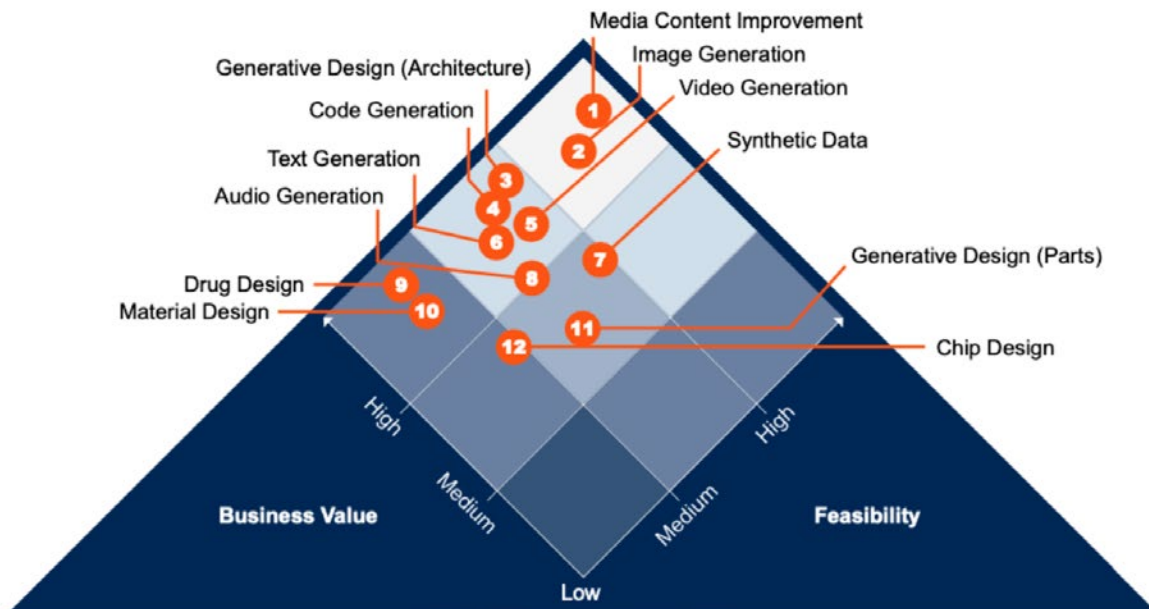 Media Content Improvement
Image Generation
Generative Design (Architecture)
Video Generation
Code Generation
1
Synthetic Data
2
Text Generation
3
Audio Generation
4
5
6
7
Generative Design (Parts)
8
Drug Design
9
Material Design
10
11
12
Chip Design
High
High
Medium
Medium
Business Value
Feasibility
Low